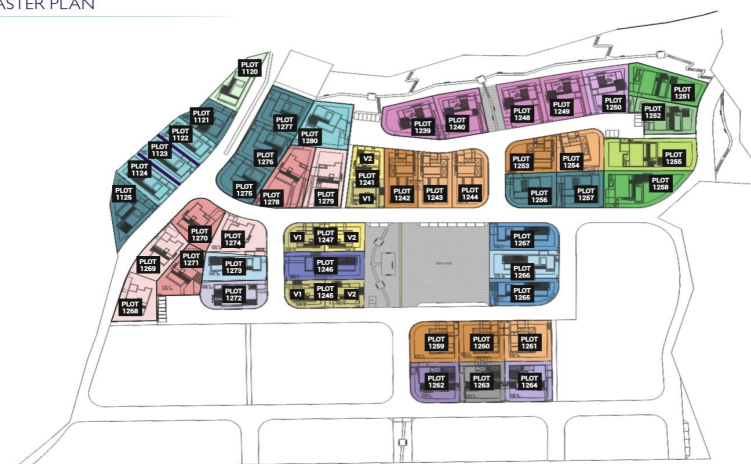 ASTER PLAN
PLOT
1120
PLOT
1121
PLOT
1122
PLOT
1123
PLOT
1124
PLOT
1125
PLOT
1277
PLOT
1280
PLOT
1276
PLOT
1275
PLOT
1278
PLOT
1279
V2
PLOT
1241
V1
PLOT
1242
PLOT
1243
PLOT
1244
PLOT
1239
PLOT
1240
PLOT
1248
PLOT
1249
PLOT
1250
PLOT
1251
PLOT
1252
PLOT
1253
PLOT
1254
PLOT
1255
PLOT
1256
PLOT
1257
PLOT
1258
PLOT
1270
PLOT
1274
PLOT
1269
PLOT
1271
PLOT
1273
PLOT
1272
PLOT
1268
V1
PLOT
1247
V2
PLOT
1246
V1
PLOT
1245
V2
PLOT
1267
PLOT
1266
PLOT
1265
PLOT
1259
PLOT
1260
PLOT
1261
PLOT
1262
PLOT
1263
PLOT
1264